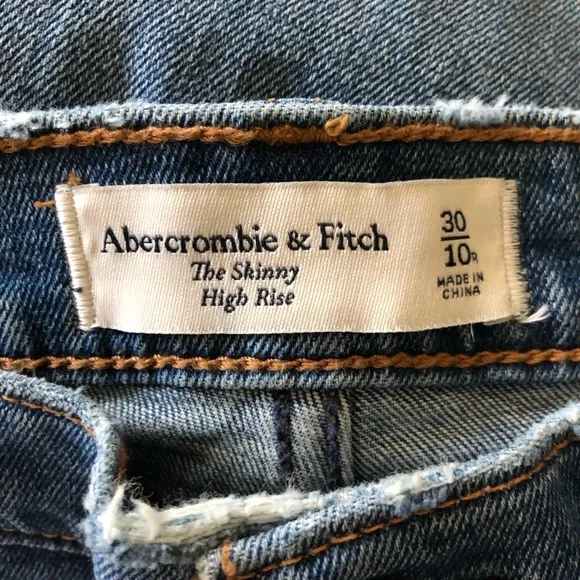 Abercrombie & Fitch
The Skinny
High Rise
30
10R
MADE IN
CHINA